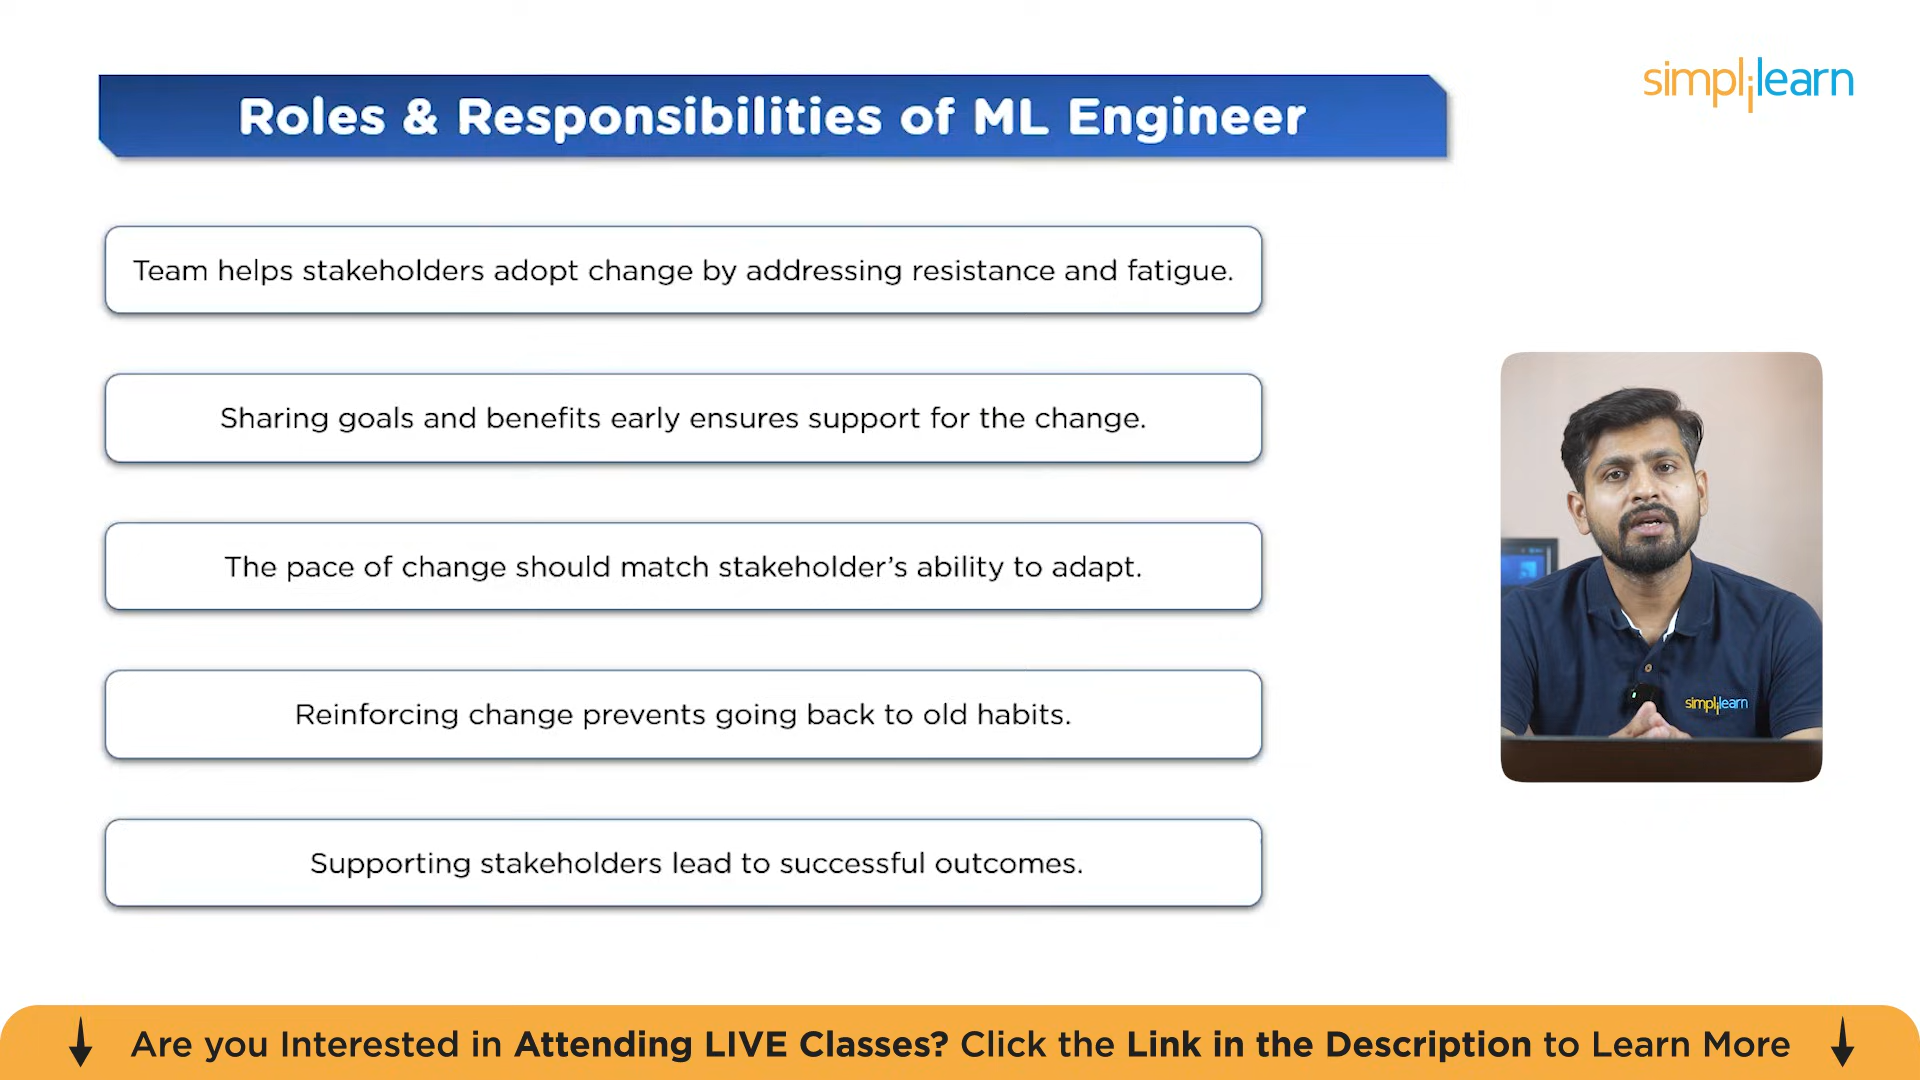 simplilearn
Roles & Responsibilities of ML Engineer
Team helps stakeholders adopt change by addressing resistance and fatigue.
Sharing goals and benefits early ensures support for the change.
The pace of change should match stakeholder’s ability to adapt.
Reinforcing change prevents going back to old habits.
Supporting stakeholders lead to successful outcomes.
simplilearn
Are you Interested in Attending LIVE Classes? Click the Link in the Description to Learn More